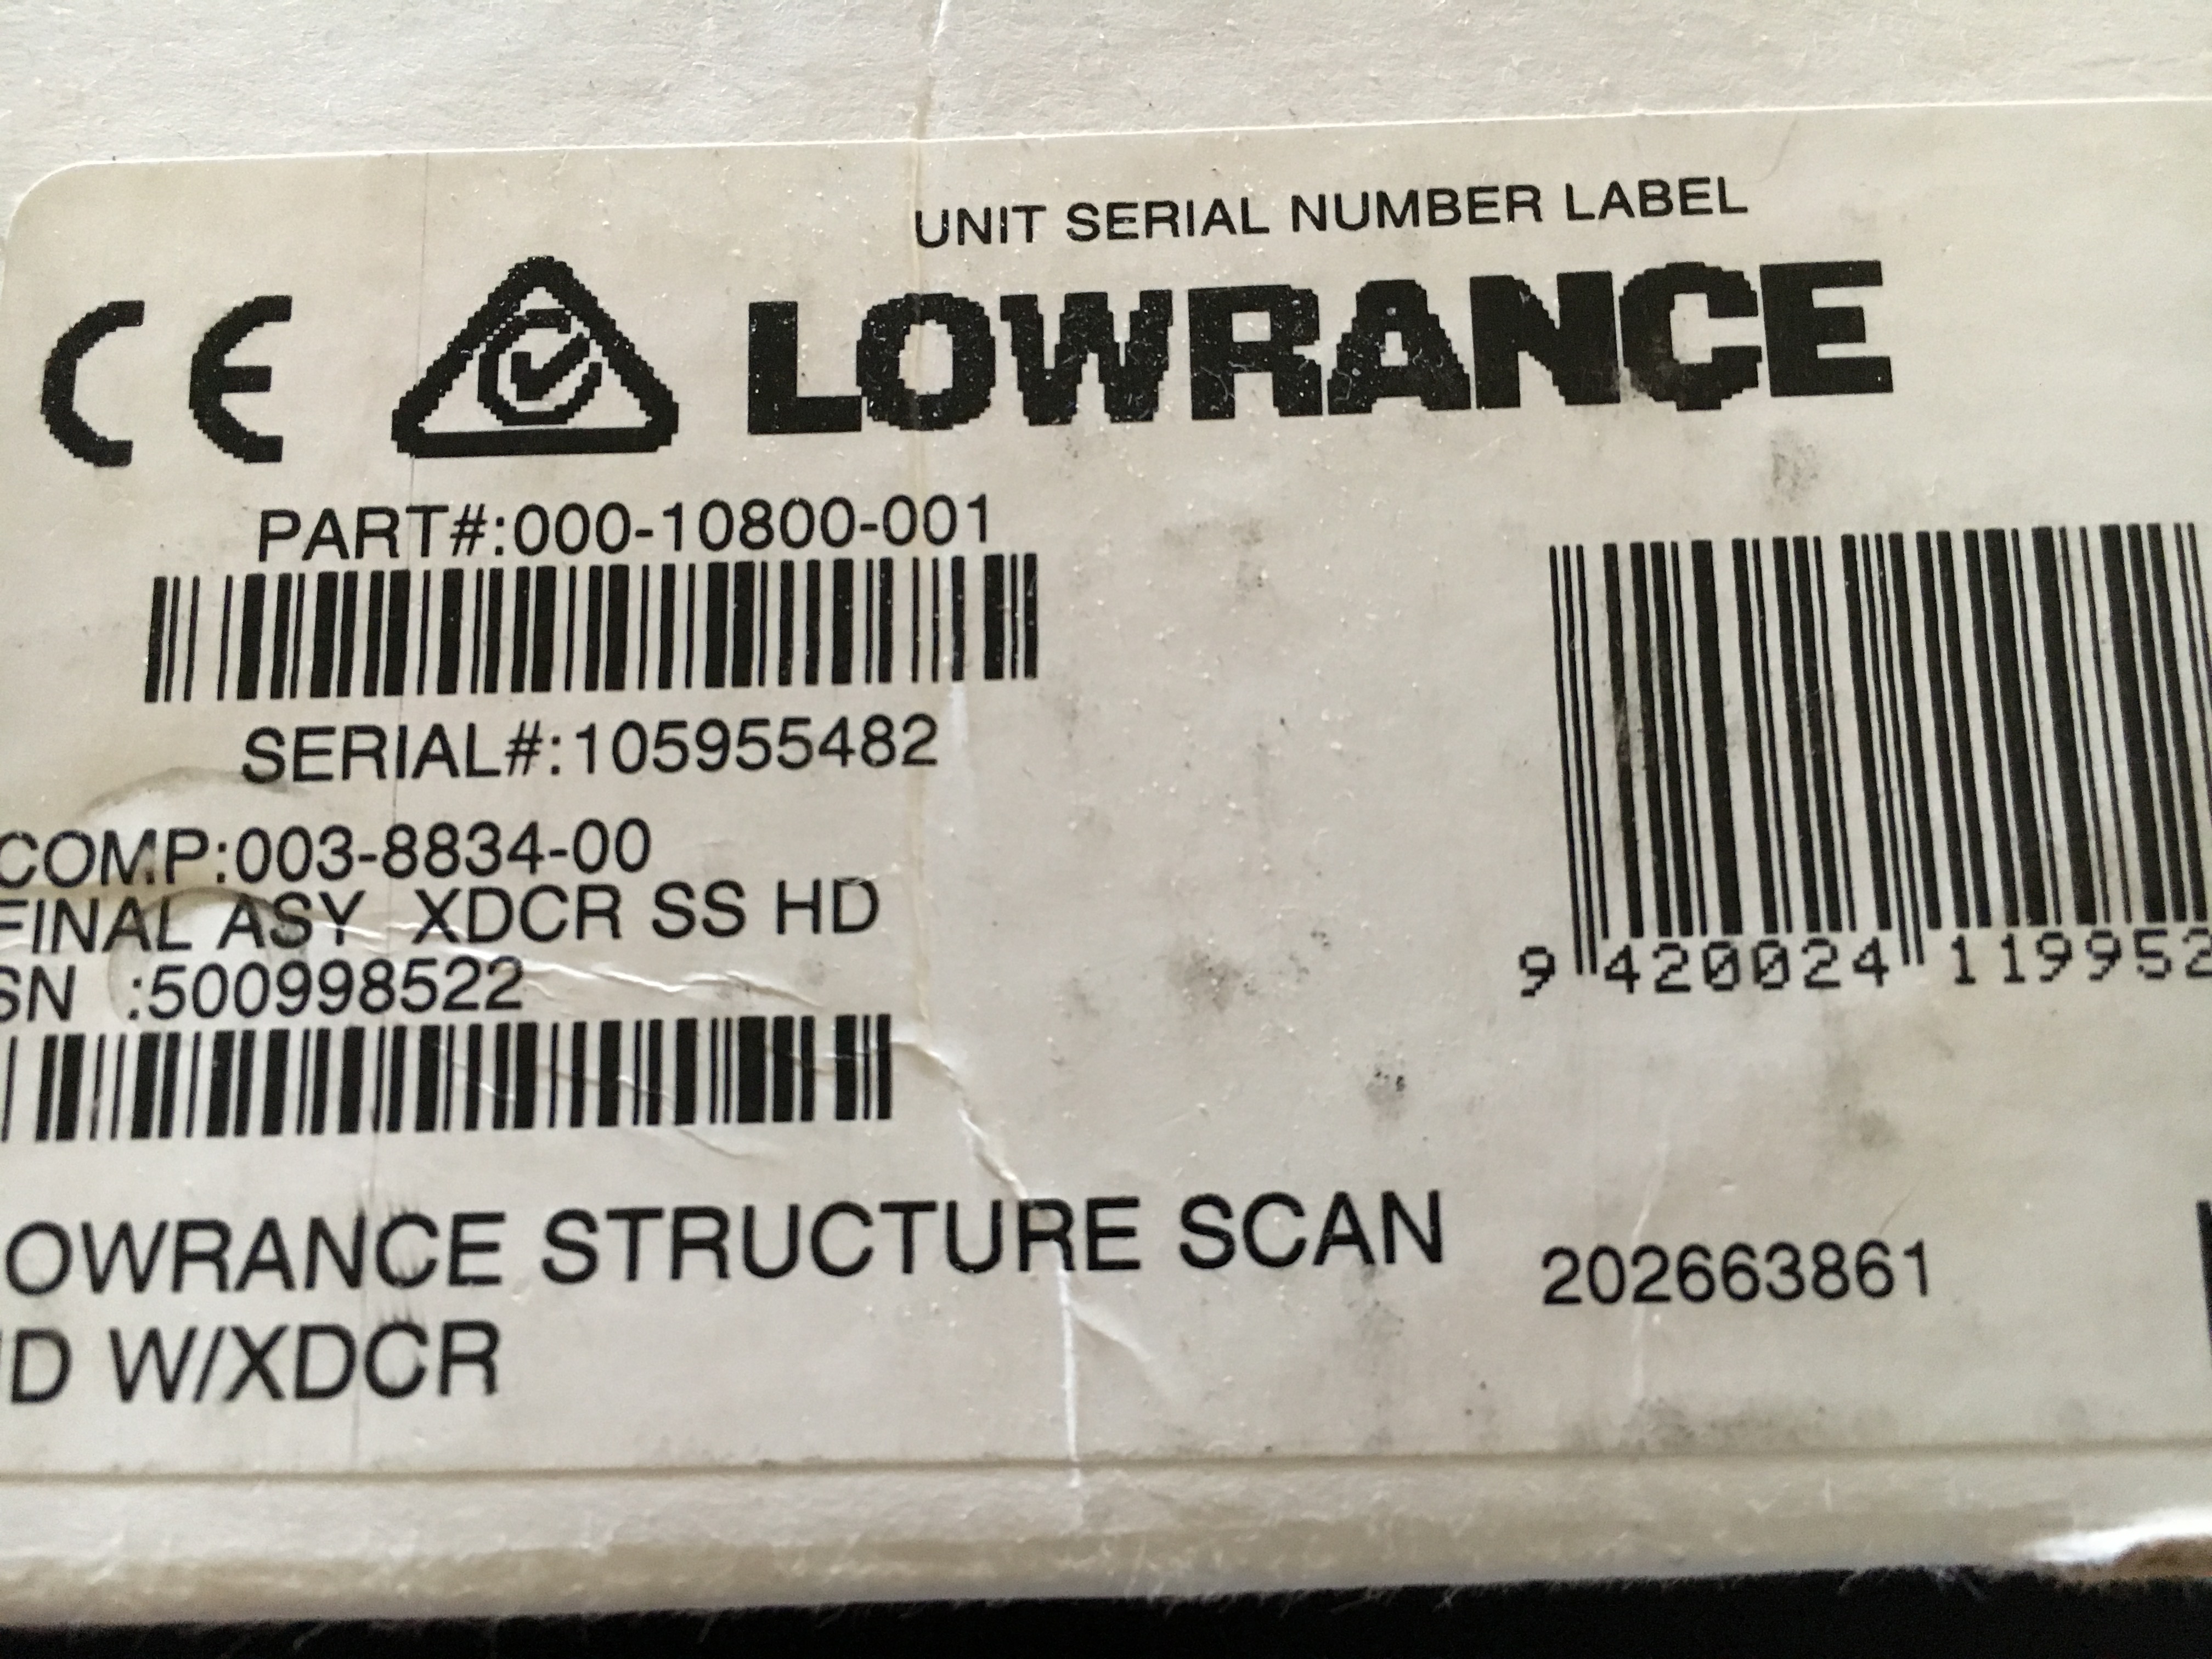 UNIT SERIAL NUMBER LABEL
CE LOWRANCE
PART#:000-10800-001
SERIAL#:105955482
COMP:003-8834-00
FINAL ASY XDCR SS HD
SN :500998522
9 420024 119952
OWRANCE STRUCTURE SCAN
202663861
D W/XDCR